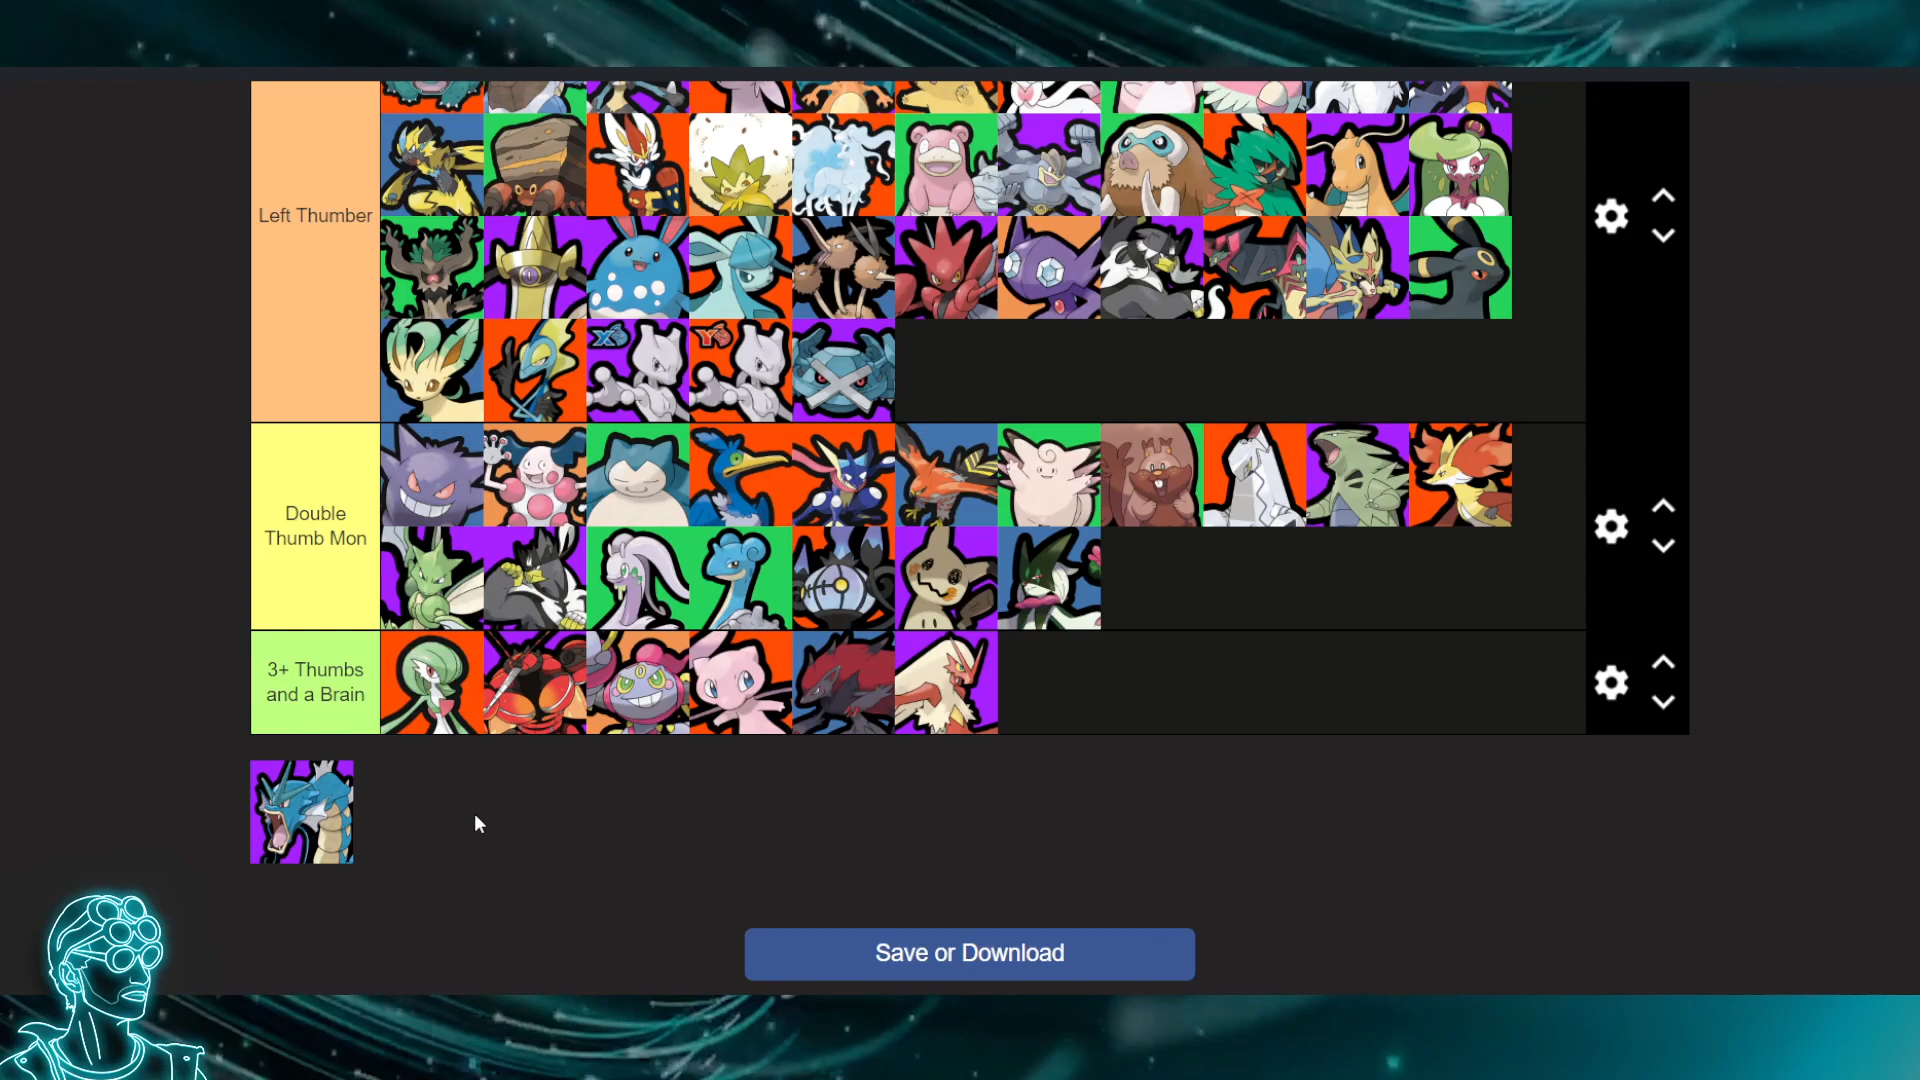 Left Thumber
X
Y
Double
Thumb Mon
3+ Thumbs
and a Brain
Save or Download